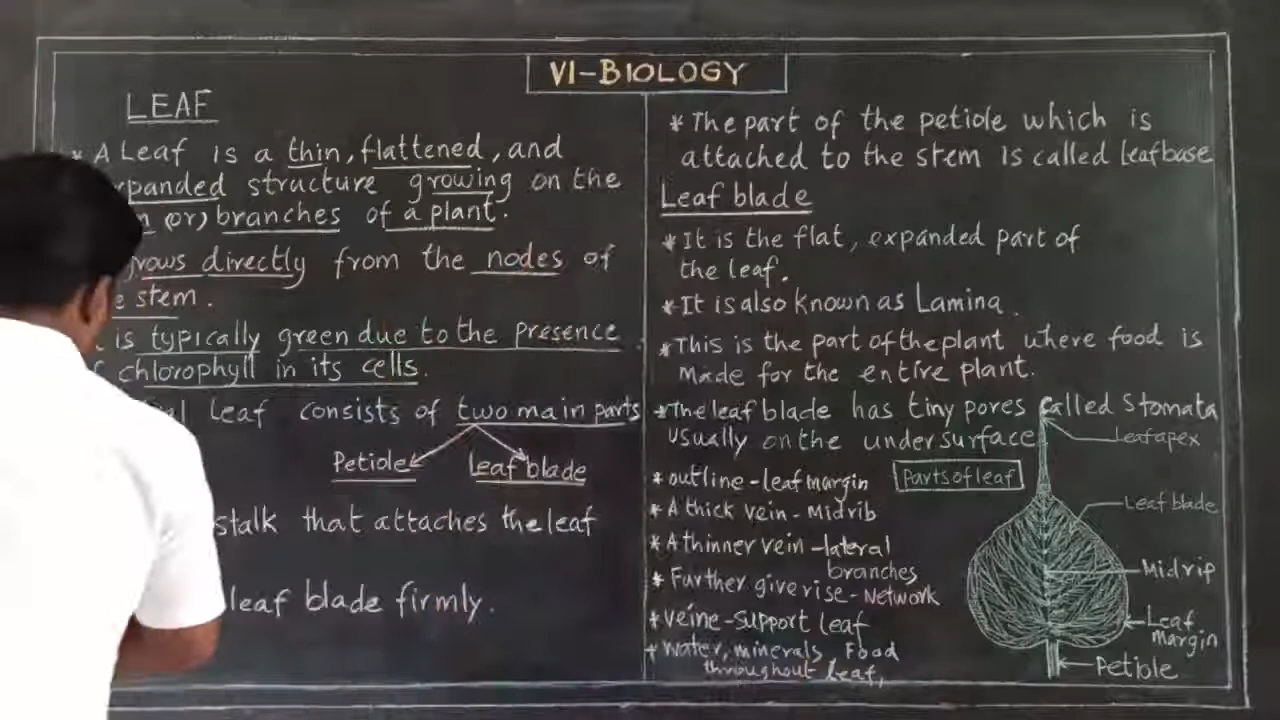 VI-BIOLOGY
LEAF
* A Leaf is a thin, flattened, and
panded structure growing on the
(or) branches of a plant.
grows directly from the nodes of
stem.
is typically green due to the presence
chlorophyll in its cells.
Leaf consists of two main parts
Petiole Leaf blade
stalk that attaches the leaf
leaf blade firmly.
* The part of the petiole which is
attached to the stem is called leafbase
Leaf blade
* It is the flat, expanded part of
the leaf.
* It is also known as Lamina.
* This is the part of the plant where food is
made for the entire plant.
* The leaf blade has tiny pores called Stomata
usually on the under surface
* outline - leaf margin
* A thick vein - Midrib
* A thinner vein - lateral
branches
* Further give rise - Network
* veine - support leaf
* water, minerals, Food
throughout leaf,
Parts of leaf
Leaf apex
Leaf blade
Midrip
Leaf
margin
Petiole